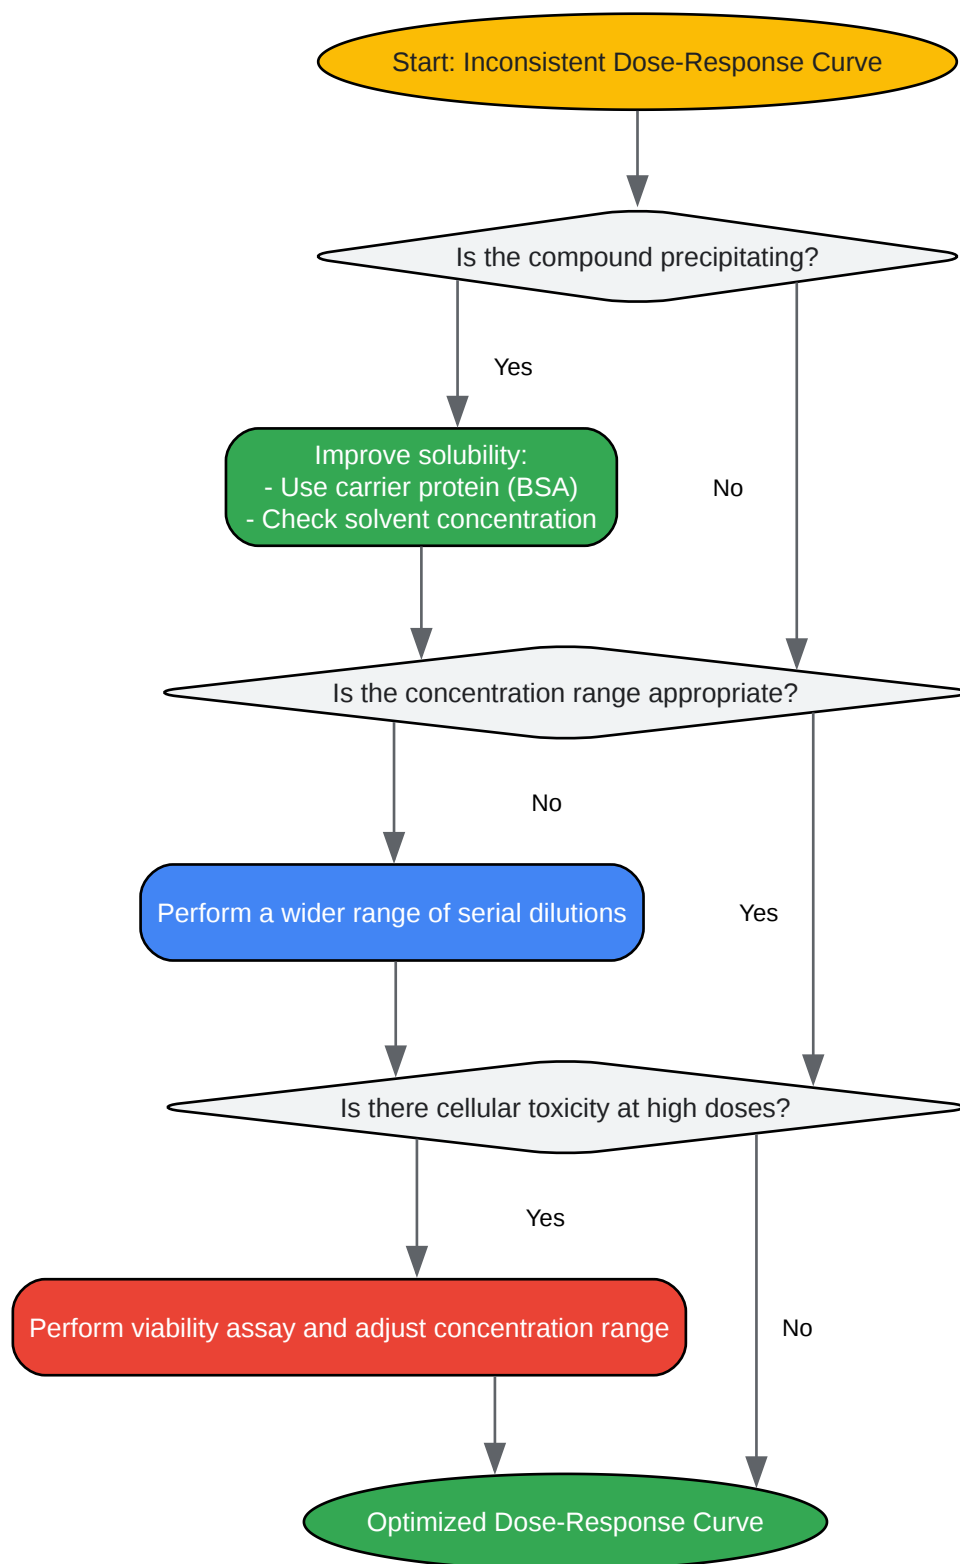 Start: Inconsistent Dose-Response Curve
Is the compound precipitating?
Yes
Improve solubility:
- Use carrier protein (BSA)
- Check solvent concentration
No
Is the concentration range appropriate?
No
Perform a wider range of serial dilutions
Yes
Is there cellular toxicity at high doses?
Yes
Perform viability assay and adjust concentration range
No
Optimized Dose-Response Curve